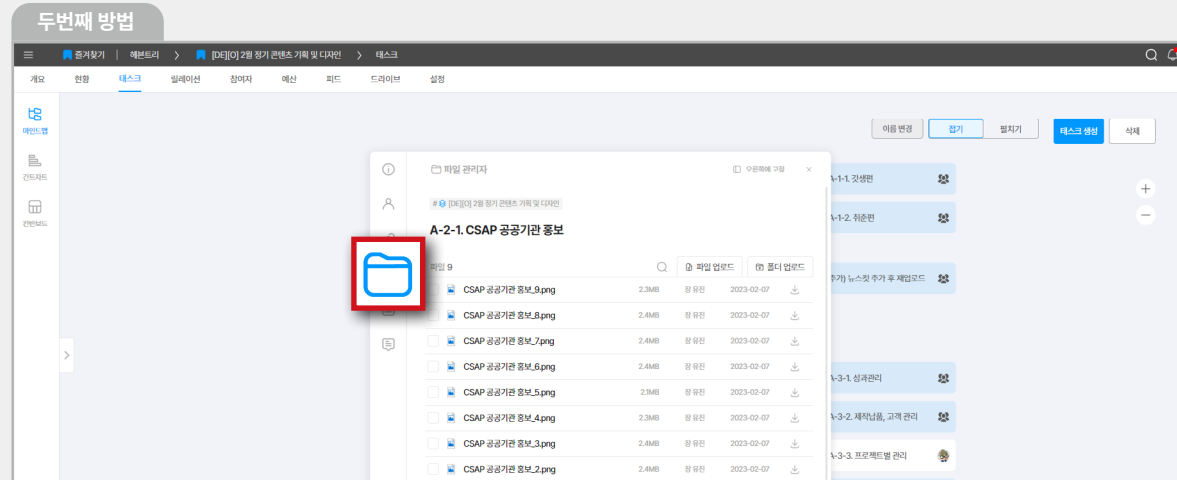 두번째 방법
즐겨찾기 | 헤븐트리 > [DE][O] 2월 정기 콘텐츠 기획 및 디자인 > 태스크
개요 현황 태스크 릴레이션 참여자 예산 피드 드라이브 설정
마인드맵
간트차트
칸반보드
이름 변경 접기 펼치기 태스크 생성 삭제
파일 관리자 오른쪽에 고정 ×
# [DE][O] 2월 정기 콘텐츠 기획 및 디자인
A-2-1. CSAP 공공기관 홍보
파일 9 파일 업로드 폴더 업로드
CSAP 공공기관 홍보_9.png 2.3MB 장유진 2023-02-07
CSAP 공공기관 홍보_8.png 2.4MB 장유진 2023-02-07
CSAP 공공기관 홍보_7.png 2.4MB 장유진 2023-02-07
CSAP 공공기관 홍보_6.png 2.4MB 장유진 2023-02-07
CSAP 공공기관 홍보_5.png 2.1MB 장유진 2023-02-07
CSAP 공공기관 홍보_4.png 2.3MB 장유진 2023-02-07
CSAP 공공기관 홍보_3.png 2.4MB 장유진 2023-02-07
CSAP 공공기관 홍보_2.png 2.4MB 장유진 2023-02-07
A-1-1. 갓생편
A-1-2. 취준편
추가) 뉴스컷 추가 후 재업로드
A-3-1. 성과관리
A-3-2. 제작납품, 고객 관리
A-3-3. 프로젝트별 관리